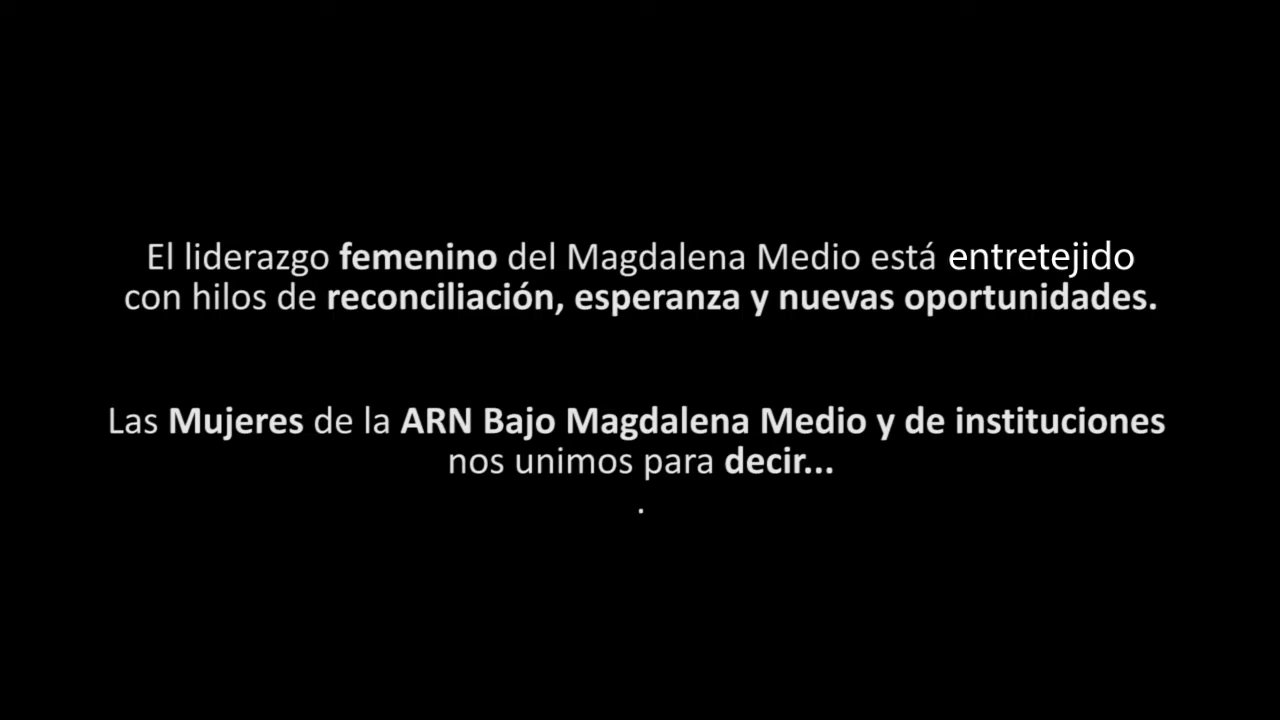 El liderazgo femenino del Magdalena Medio está entretejido
con hilos de reconciliación, esperanza y nuevas oportunidades.
Las Mujeres de la ARN Bajo Magdalena Medio y de instituciones
nos unimos para decir...
.